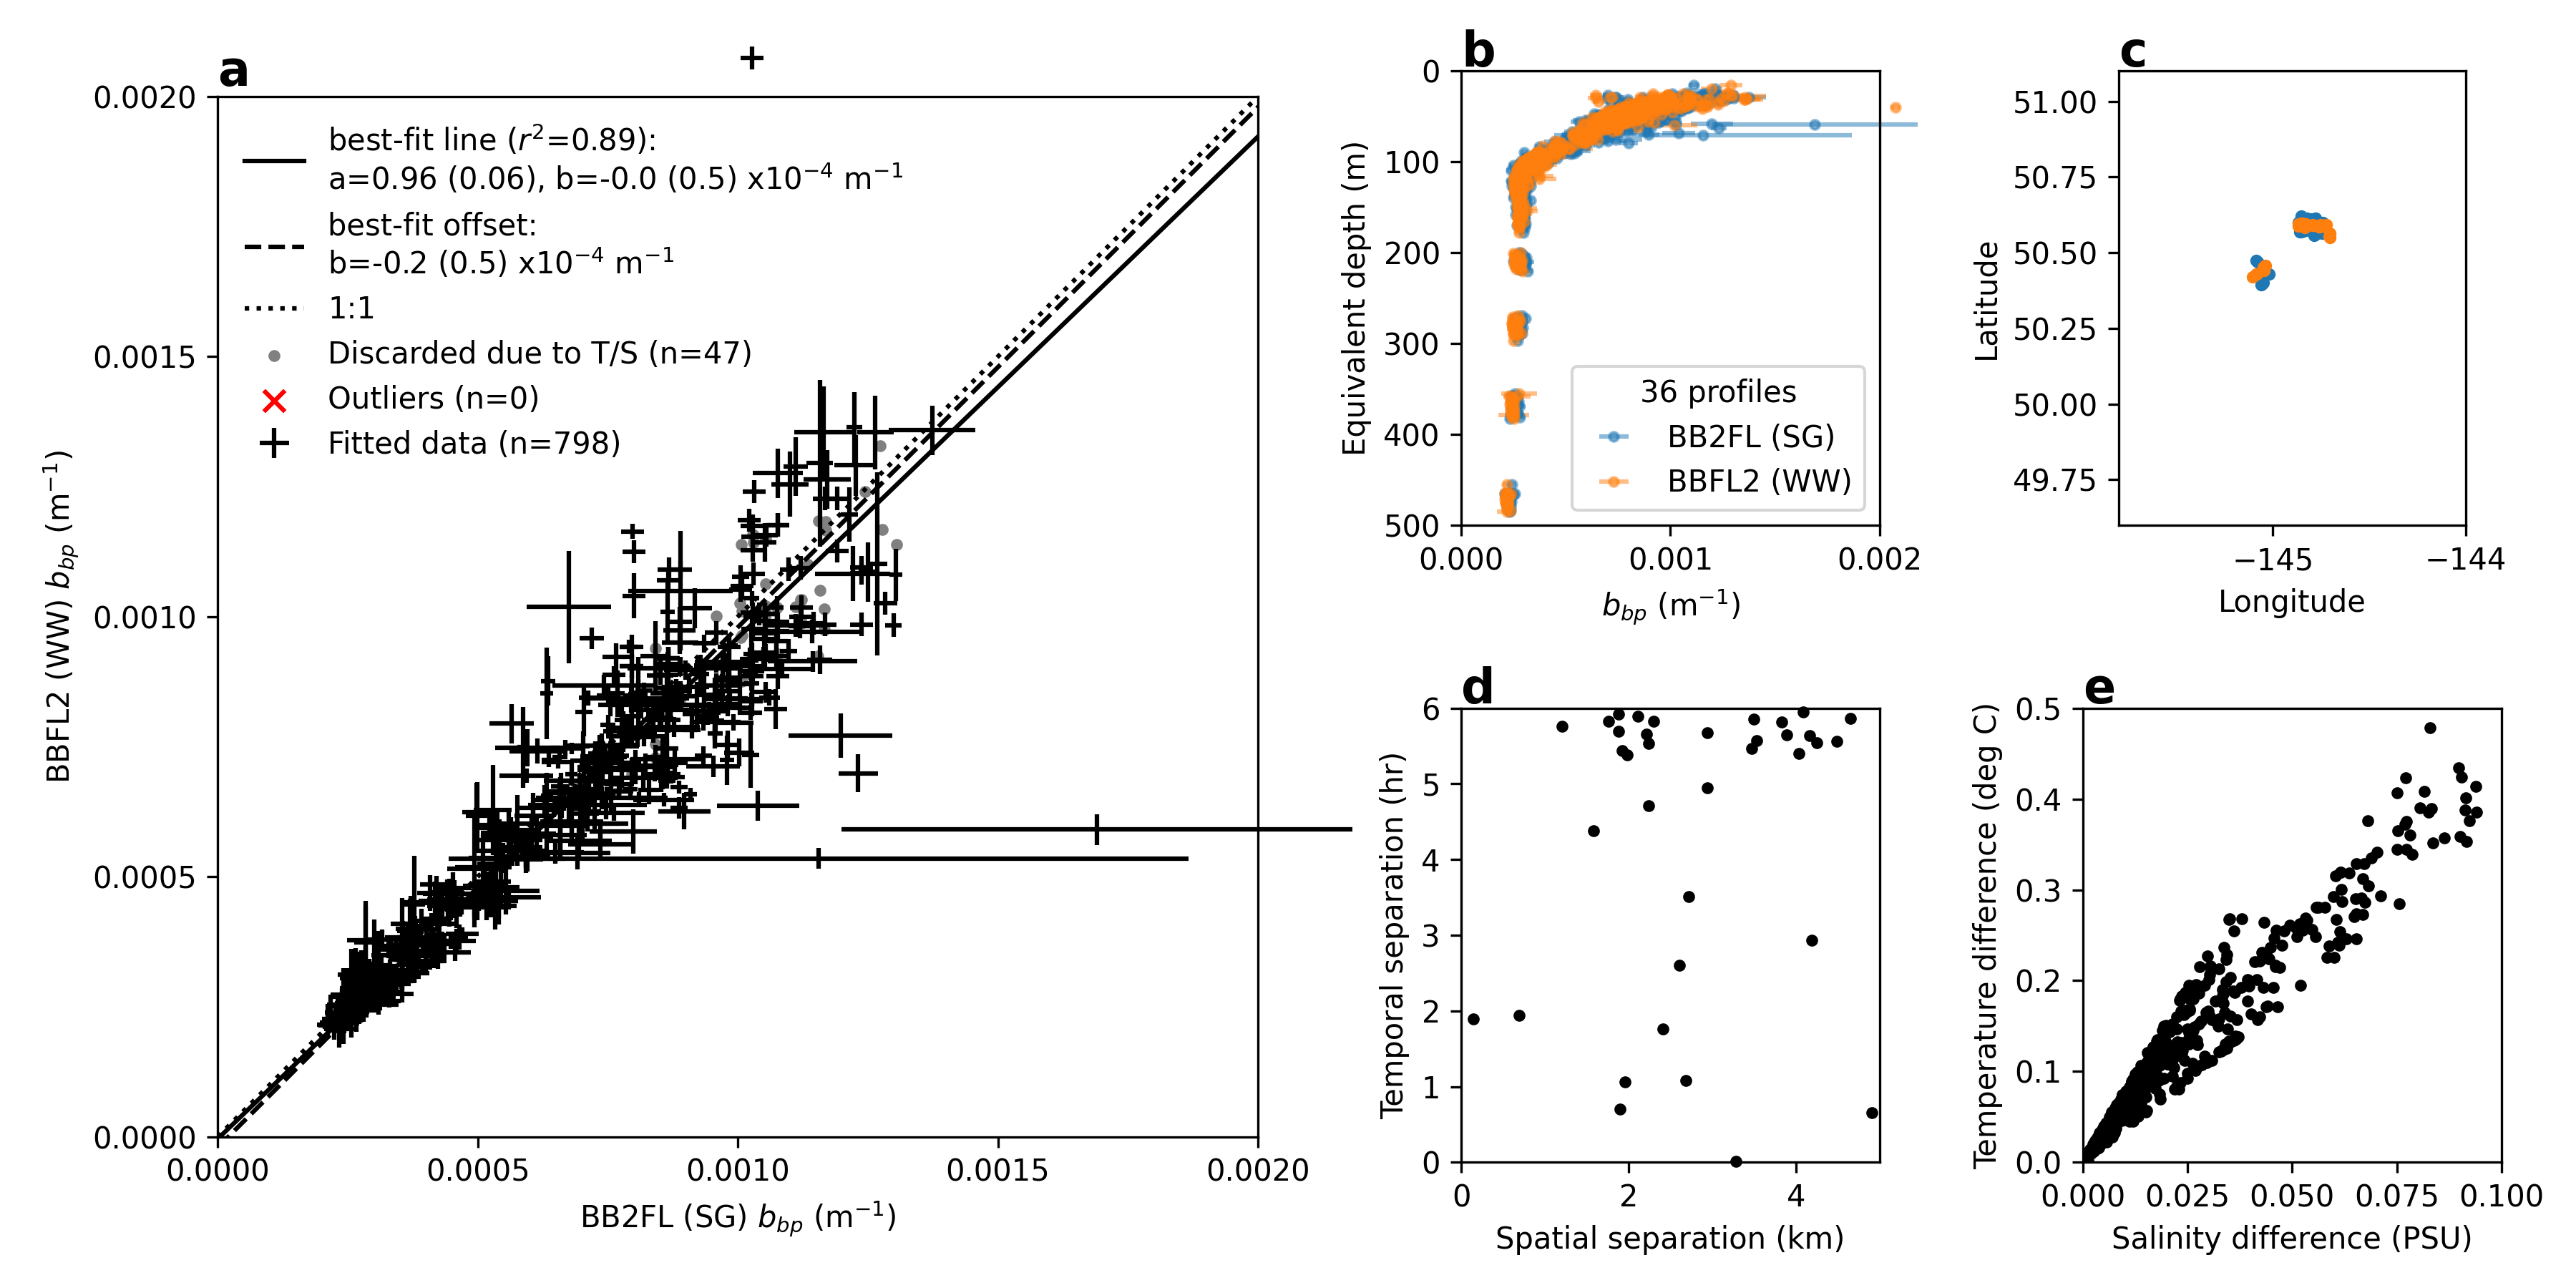 a
0.0020
0.0015
0.0010
0.0005
0.0000
BBFL2 (WW) b_bp (m⁻¹)
best-fit line (r²=0.89):
a=0.96 (0.06), b=-0.0 (0.5) x10⁻⁴ m⁻¹
best-fit offset:
b=-0.2 (0.5) x10⁻⁴ m⁻¹
1:1
Discarded due to T/S (n=47)
Outliers (n=0)
Fitted data (n=798)
0.0000 0.0005 0.0010 0.0015 0.0020
BB2FL (SG) b_bp (m⁻¹)
b
0
100
200
300
400
500
Equivalent depth (m)
36 profiles
BB2FL (SG)
BBFL2 (WW)
0.000 0.001 0.002
b_bp (m⁻¹)
c
51.00
50.75
50.50
50.25
50.00
49.75
Latitude
−145 −144
Longitude
d
6
5
4
3
2
1
0
Temporal separation (hr)
0 2 4
Spatial separation (km)
e
0.5
0.4
0.3
0.2
0.1
0.0
Temperature difference (deg C)
0.000 0.025 0.050 0.075 0.100
Salinity difference (PSU)